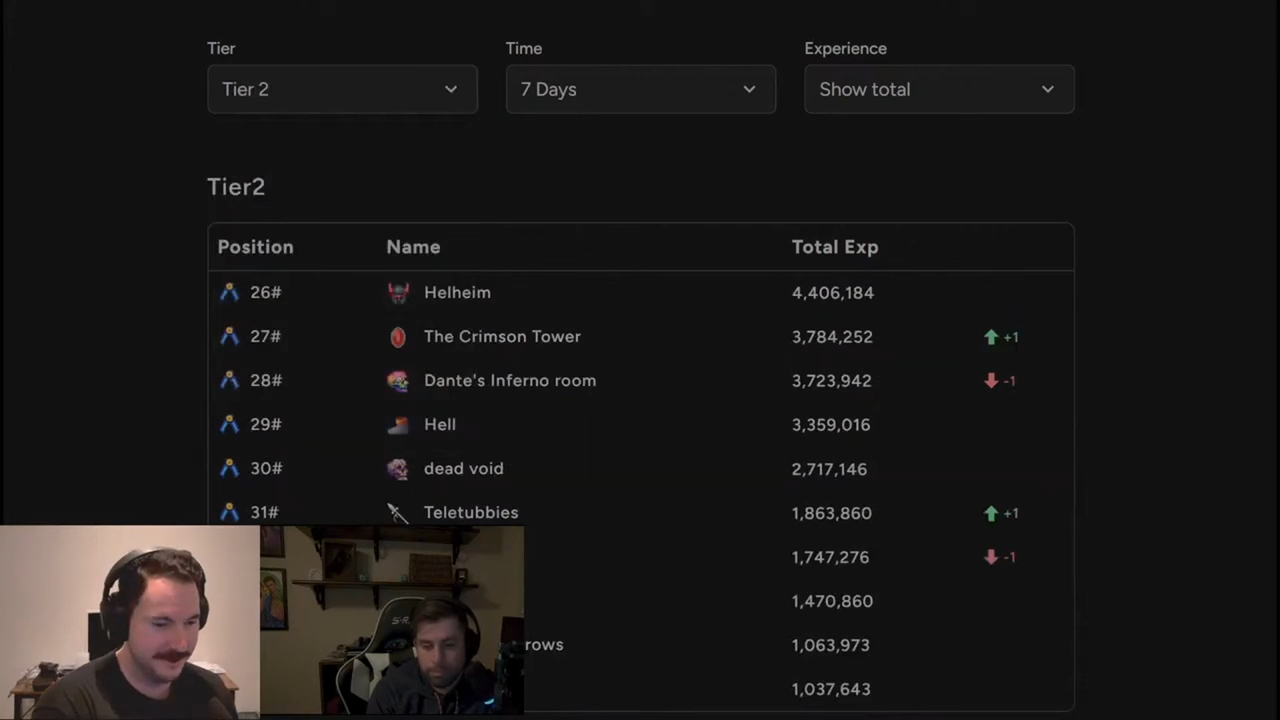 Tier Time Experience
Tier 2 7 Days Show total
Tier2
Position Name Total Exp
26# Helheim 4,406,184
27# The Crimson Tower 3,784,252 +1
28# Dante's Inferno room 3,723,942 -1
29# Hell 3,359,016
30# dead void 2,717,146
31# Teletubbies 1,863,860 +1
1,747,276 -1
1,470,860
rows 1,063,973
1,037,643